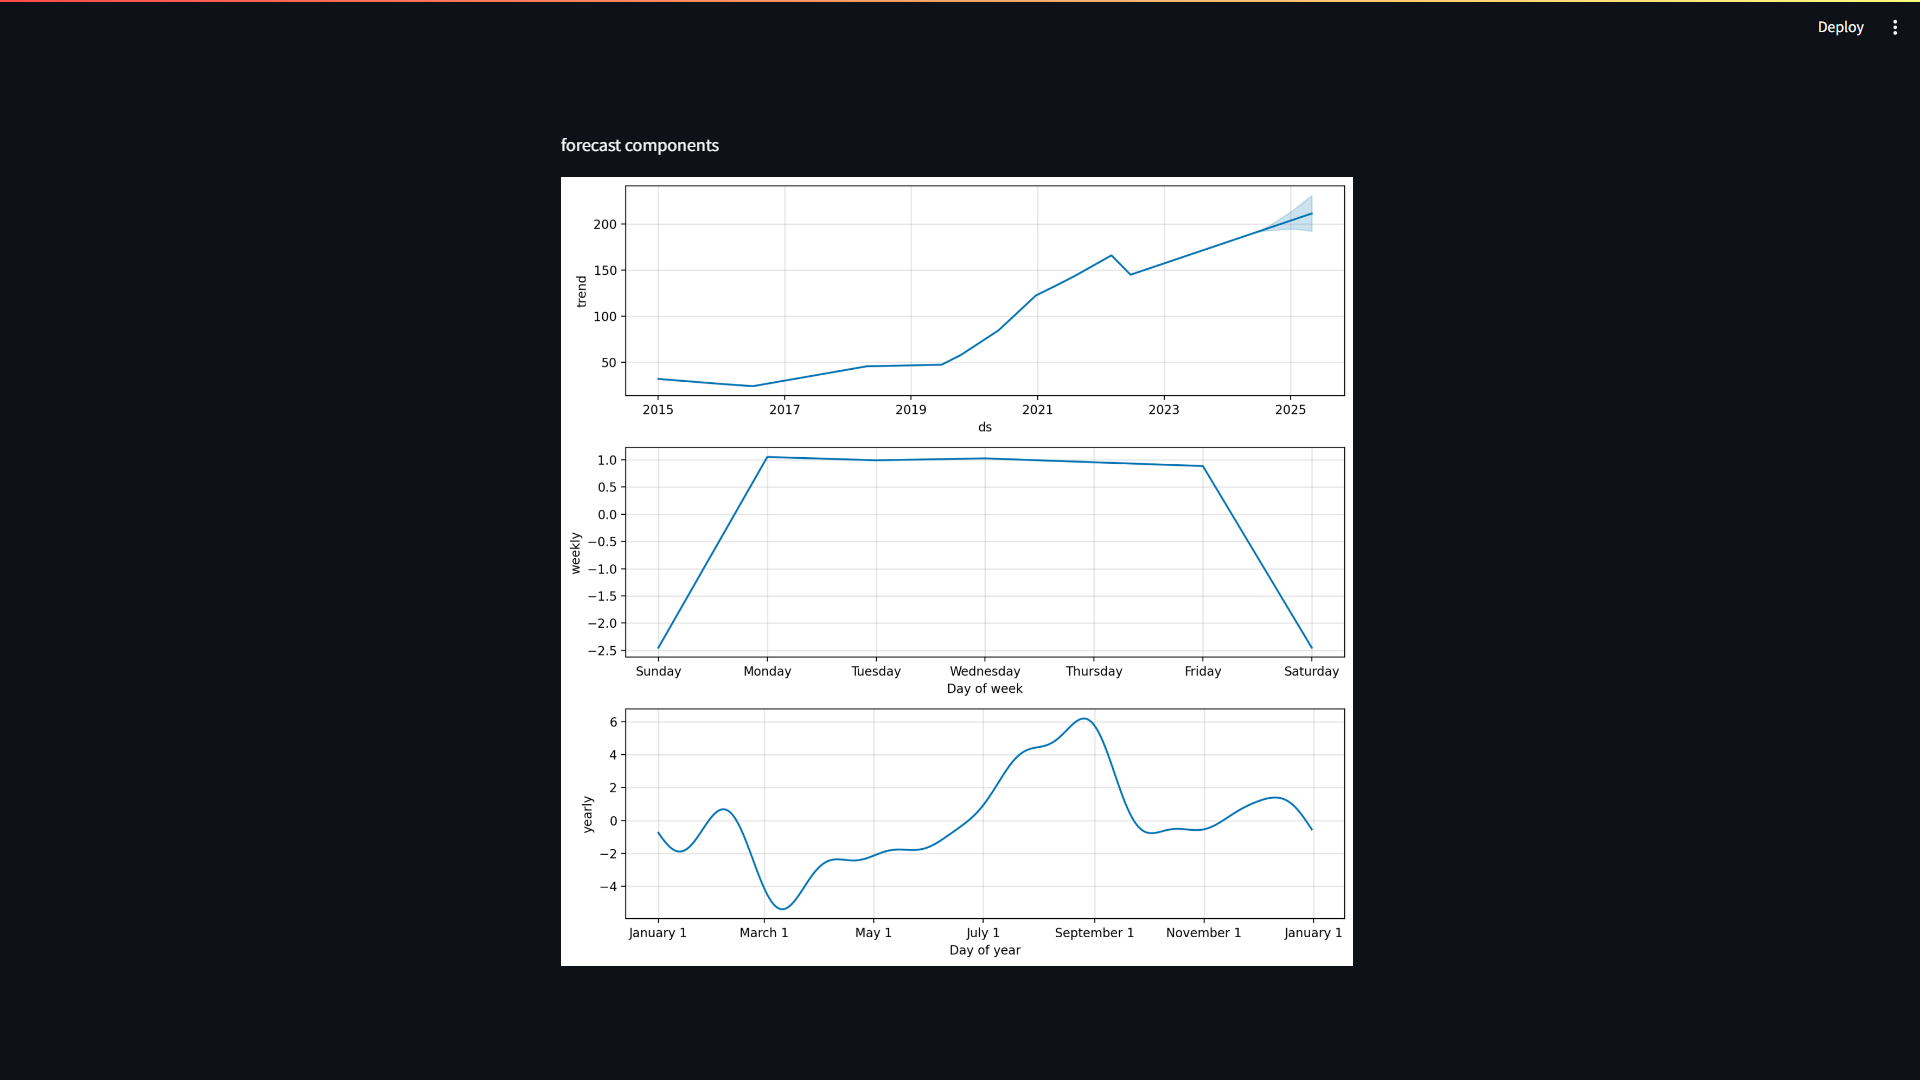 Deploy
forecast components
200
150
100
50
trend
2015 2017 2019 2021 2023 2025
ds
1.0
0.5
0.0
−0.5
−1.0
−1.5
−2.0
−2.5
weekly
Sunday Monday Tuesday Wednesday Thursday Friday Saturday
Day of week
6
4
2
0
−2
−4
yearly
January 1 March 1 May 1 July 1 September 1 November 1 January 1
Day of year